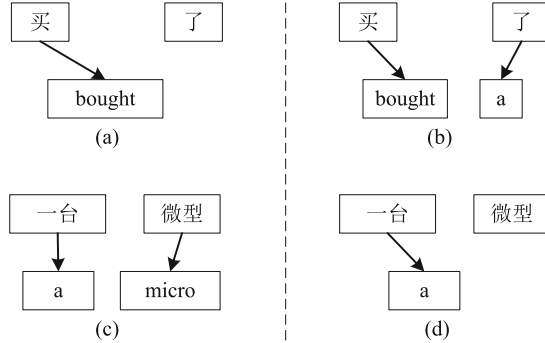 买 了
bought
(a)
买 了
bought a
(b)
一台 微型
a micro
(c)
一台 微型
a
(d)